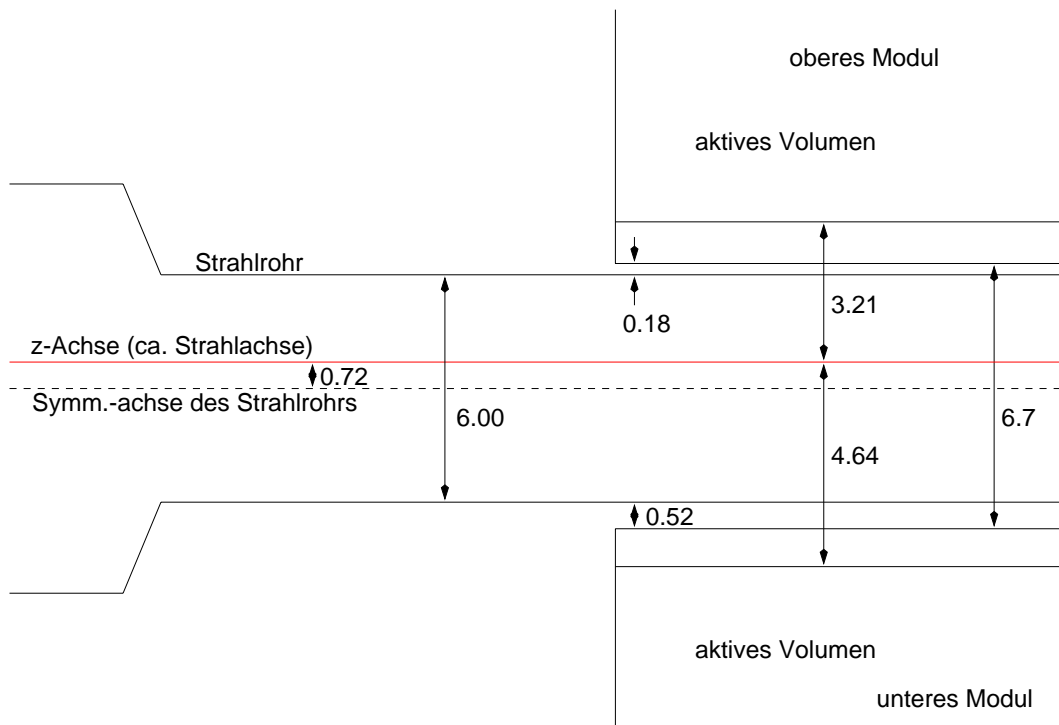 oberes Modul
aktives Volumen
Strahlrohr
0.18
3.21
z-Achse (ca. Strahlachse)
0.72
Symm.-achse des Strahlrohrs
6.00
6.7
4.64
0.52
aktives Volumen
unteres Modul